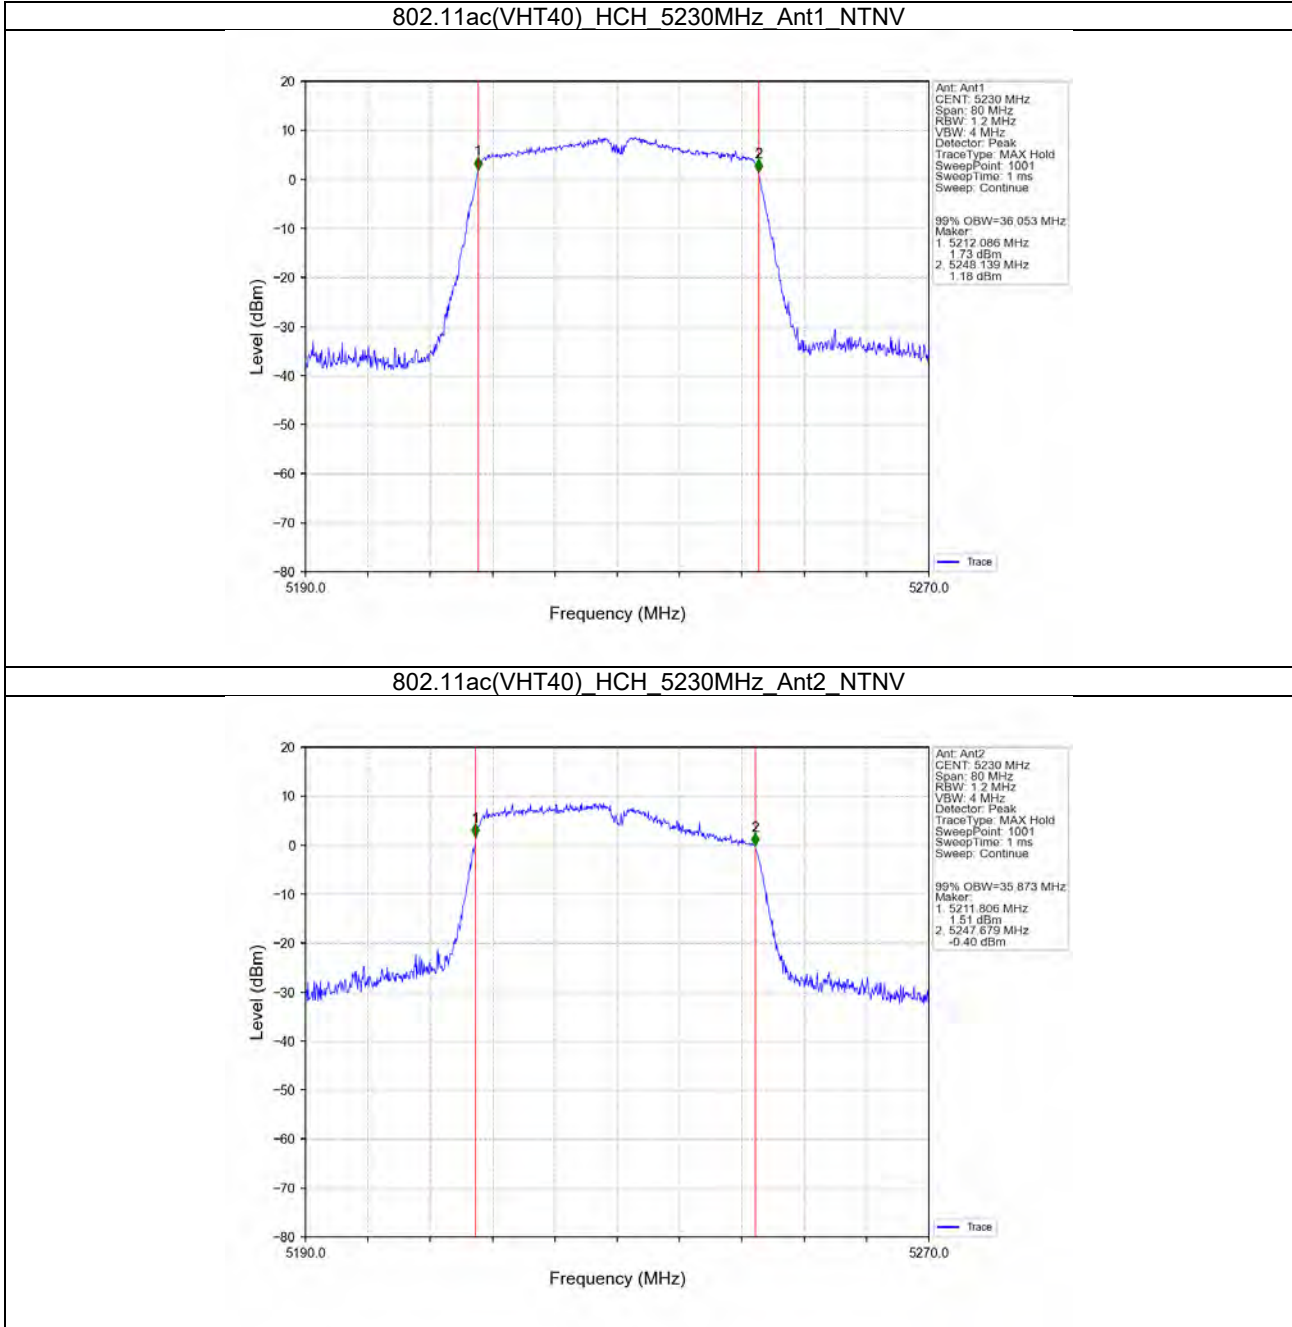 802.11ac(VHT40)_HCH_5230MHz_Ant1_NTNV
20
10
0
−10
−20
−30
−40
−50
−60
−70
−80
Level (dBm)
1
2
5190.0
5270.0
Frequency (MHz)
Ant: Ant1
CENT: 5230 MHz
Span: 80 MHz
RBW: 1.2 MHz
VBW: 4 MHz
Detector: Peak
TraceType: MAX Hold
SweepPoint: 1001
SweepTime: 1 ms
Sweep: Continue
99% OBW=36.053 MHz
Maker:
1. 5212.086 MHz
1.73 dBm
2. 5248.139 MHz
1.18 dBm
Trace
802.11ac(VHT40)_HCH_5230MHz_Ant2_NTNV
20
10
0
−10
−20
−30
−40
−50
−60
−70
−80
Level (dBm)
1
2
5190.0
5270.0
Frequency (MHz)
Ant: Ant2
CENT: 5230 MHz
Span: 80 MHz
RBW: 1.2 MHz
VBW: 4 MHz
Detector: Peak
TraceType: MAX Hold
SweepPoint: 1001
SweepTime: 1 ms
Sweep: Continue
99% OBW=35.873 MHz
Maker:
1. 5211.806 MHz
1.51 dBm
2. 5247.679 MHz
-0.40 dBm
Trace